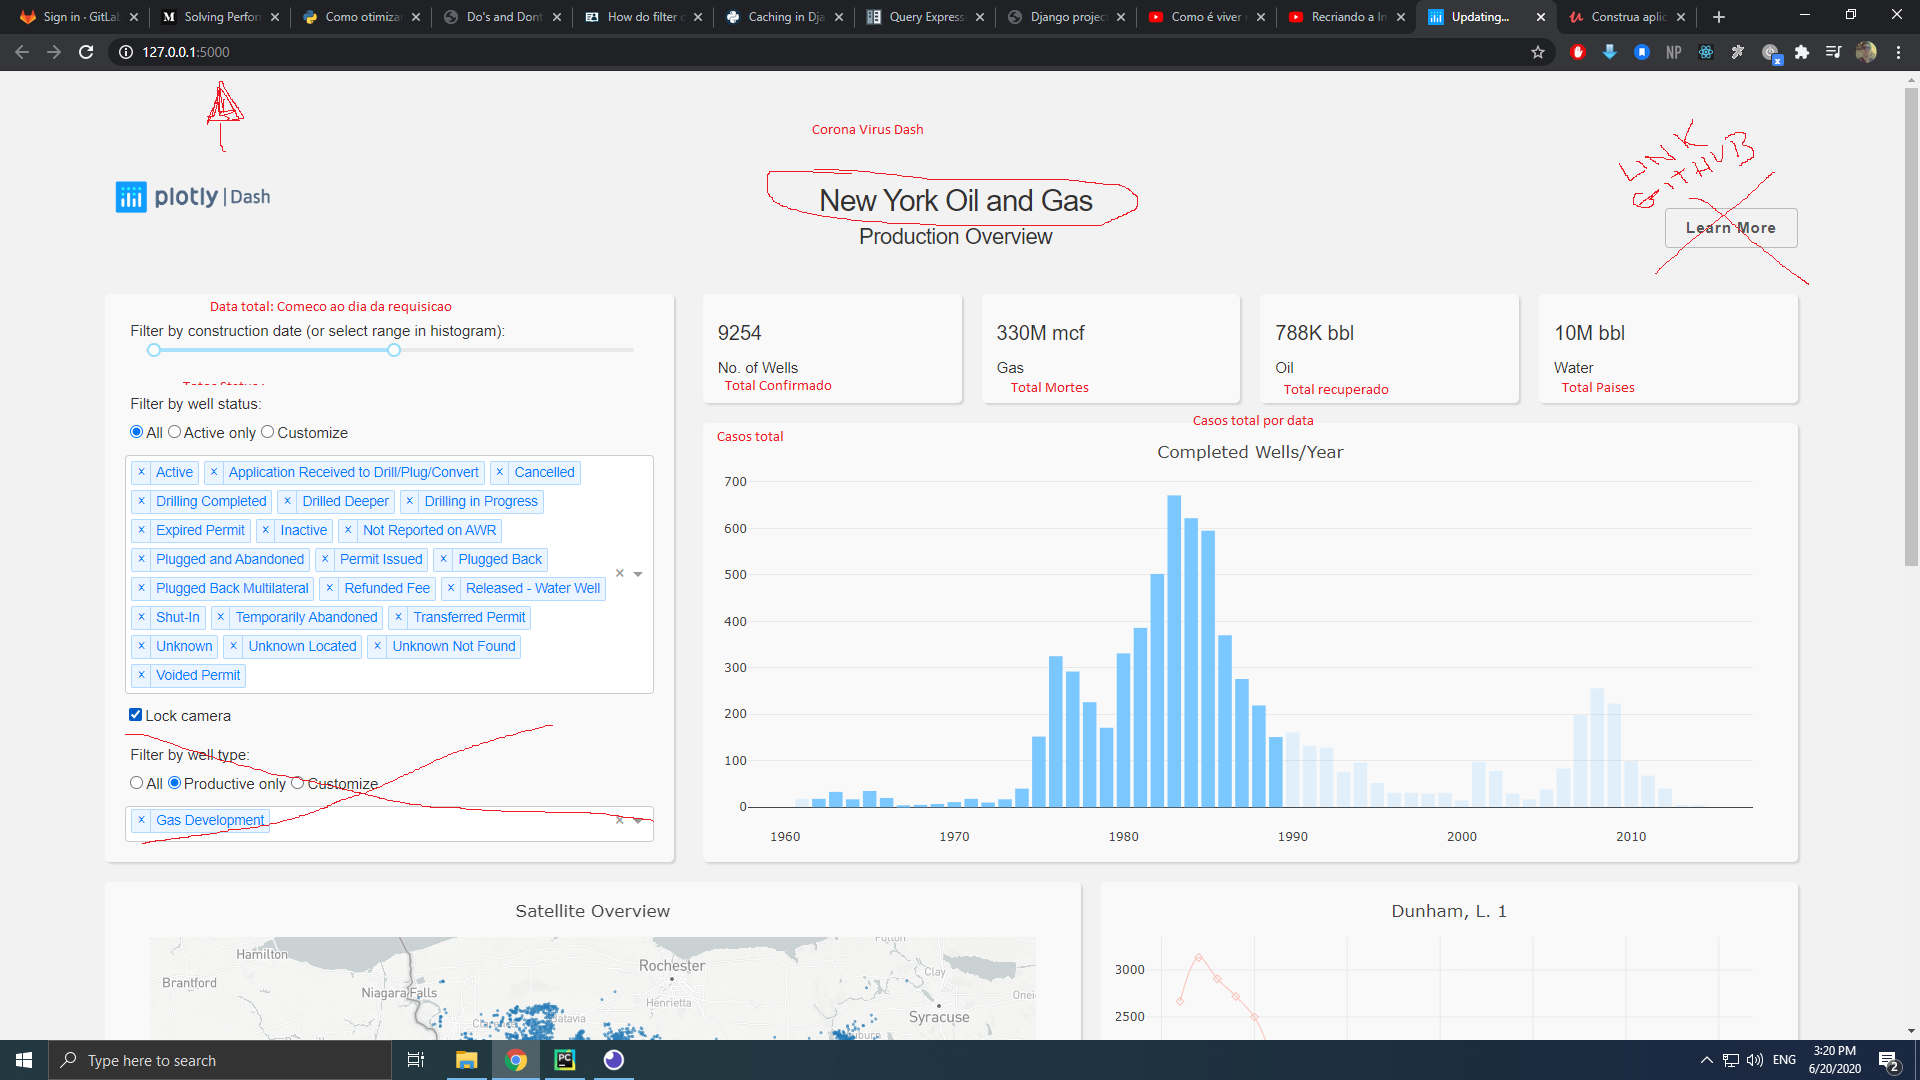 Sign in · GitLab
Solving Perfor
Como otimiza
Do's and Dont
How do filter
Caching in Dja
Query Express
Django projec
Como é viver
Recriando a In
Updating...
Construa aplic
127.0.0.1:5000
NP
Corona Virus Dash
LINK
GITHUB
plotly | Dash
New York Oil and Gas
Production Overview
Learn More
Data total: Comeco ao dia da requisicao
Filter by construction date (or select range in histogram):
Filter by well status:
All Active only Customize
× Active × Application Received to Drill/Plug/Convert × Cancelled
× Drilling Completed × Drilled Deeper × Drilling in Progress
× Expired Permit × Inactive × Not Reported on AWR
× Plugged and Abandoned × Permit Issued × Plugged Back
× Plugged Back Multilateral × Refunded Fee × Released - Water Well
× Shut-In × Temporarily Abandoned × Transferred Permit
× Unknown × Unknown Located × Unknown Not Found
× Voided Permit
Lock camera
Filter by well type:
All Productive only Customize
× Gas Development
9254
No. of Wells
Total Confirmado
330M mcf
Gas
Total Mortes
788K bbl
Oil
Total recuperado
10M bbl
Water
Total Paises
Casos total por data
Casos total
Completed Wells/Year
700
600
500
400
300
200
100
0
1960 1970 1980 1990 2000 2010
Satellite Overview
Hamilton
Brantford
Niagara Falls
Rochester
Henrietta
Batavia
Clay
Syracuse
Dunham, L. 1
3000
2500
Type here to search
PC
ENG
3:20 PM
6/20/2020
2